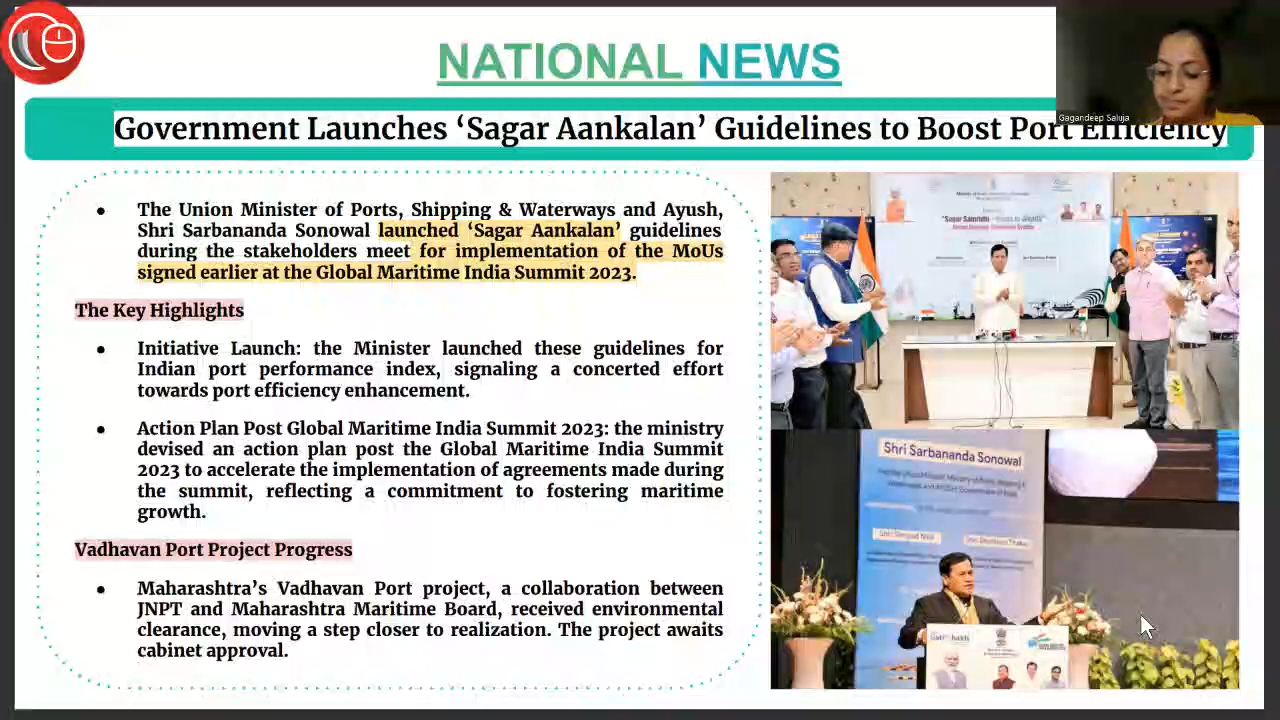 NATIONAL NEWS
Gagandeep Saluja
Government Launches ‘Sagar Aankalan’ Guidelines to Boost Port Efficiency
● The Union Minister of Ports, Shipping & Waterways and Ayush,
Shri Sarbananda Sonowal launched ‘Sagar Aankalan’ guidelines
during the stakeholders meet for implementation of the MoUs
signed earlier at the Global Maritime India Summit 2023.
The Key Highlights
● Initiative Launch: the Minister launched these guidelines for
Indian port performance index, signaling a concerted effort
towards port efficiency enhancement.
● Action Plan Post Global Maritime India Summit 2023: the ministry
devised an action plan post the Global Maritime India Summit
2023 to accelerate the implementation of agreements made during
the summit, reflecting a commitment to fostering maritime
growth.
Vadhavan Port Project Progress
● Maharashtra’s Vadhavan Port project, a collaboration between
JNPT and Maharashtra Maritime Board, received environmental
clearance, moving a step closer to realization. The project awaits
cabinet approval.
Shri Sarbananda Sonowal